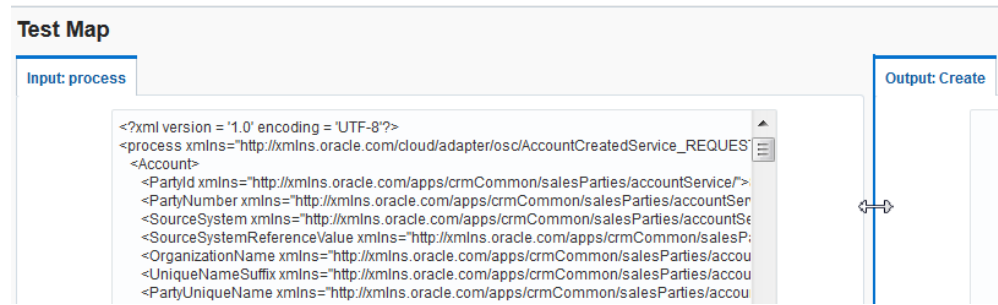 Test Map
Input: process
Output: Create
<?xml version = '1.0' encoding = 'UTF-8'?>
<process xmlns="http://xmlns.oracle.com/cloud/adapter/osc/AccountCreatedService_REQUES
<Account>
<PartyId xmlns="http://xmlns.oracle.com/apps/crmCommon/salesParties/accountService/">
<PartyNumber xmlns="http://xmlns.oracle.com/apps/crmCommon/salesParties/accountSer
<SourceSystem xmlns="http://xmlns.oracle.com/apps/crmCommon/salesParties/accountSe
<SourceSystemReferenceValue xmlns="http://xmlns.oracle.com/apps/crmCommon/salesP
<OrganizationName xmlns="http://xmlns.oracle.com/apps/crmCommon/salesParties/accou
<UniqueNameSuffix xmlns="http://xmlns.oracle.com/apps/crmCommon/salesParties/accou
<PartyUniqueName xmlns="http://xmlns.oracle.com/apps/crmCommon/salesParties/accou